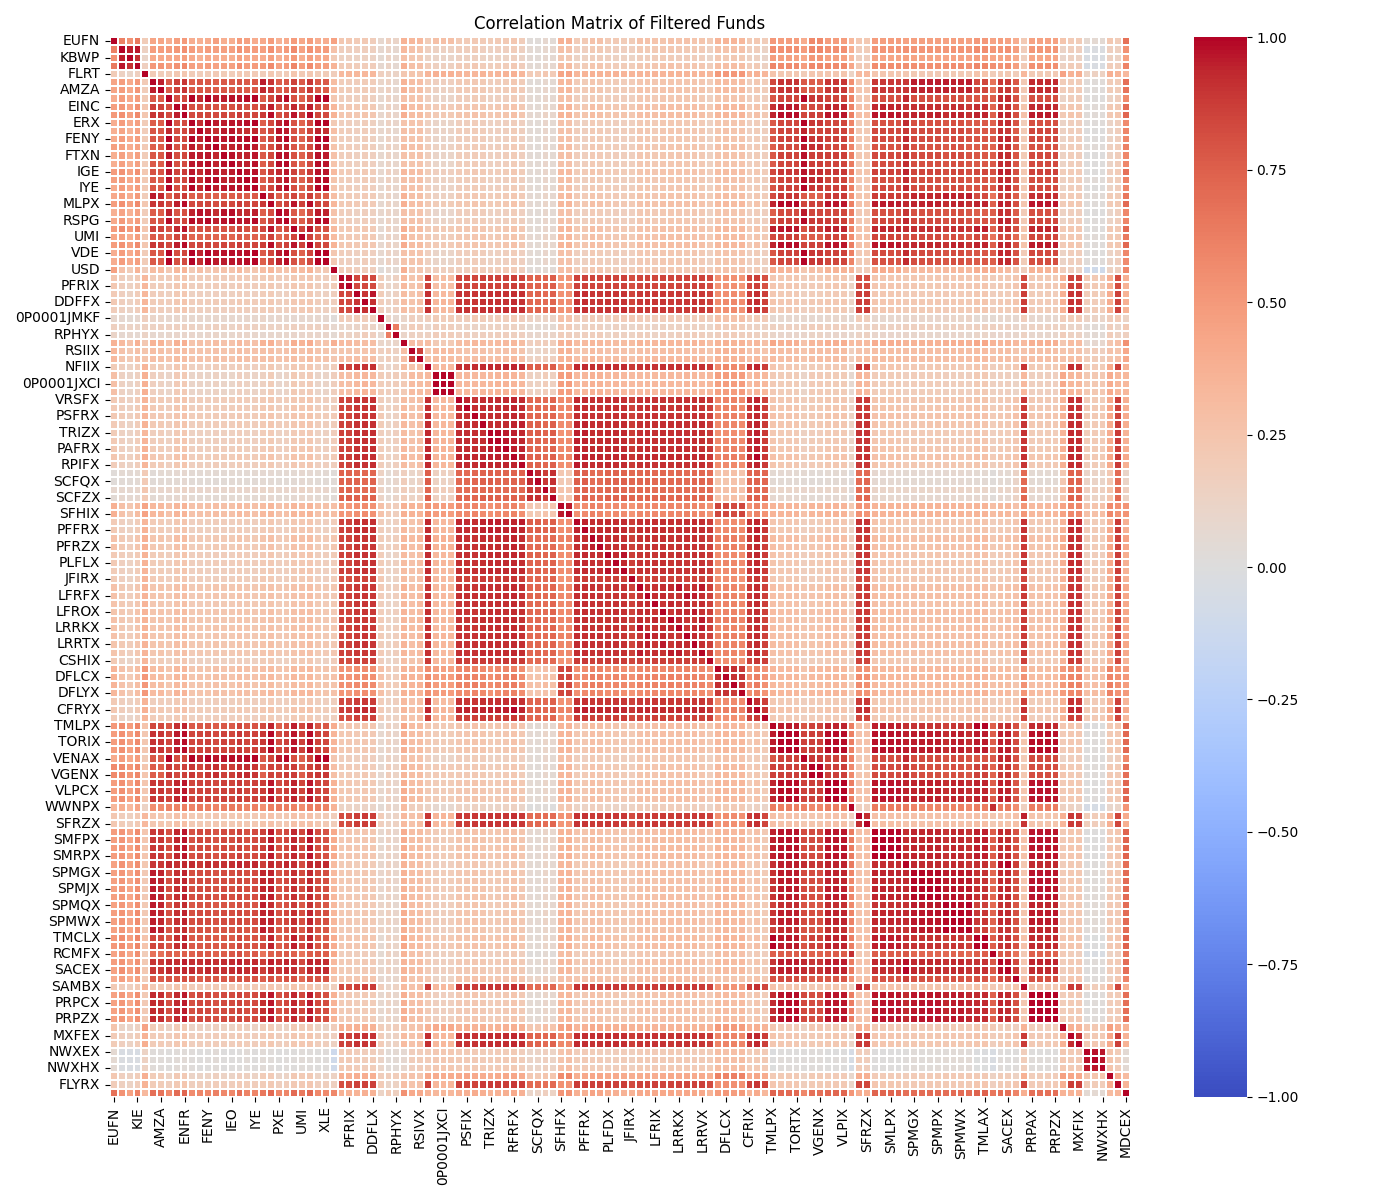 Correlation Matrix of Filtered Funds
EUFN
KBWP
FLRT
AMZA
EINC
ERX
FENY
FTXN
IGE
IYE
MLPX
RSPG
UMI
VDE
USD
PFRIX
DDFFX
0P0001JMKF
RPHYX
RSIIX
NFIIX
0P0001JXCI
VRSFX
PSFRX
TRIZX
PAFRX
RPIFX
SCFQX
SCFZX
SFHIX
PFFRX
PFRZX
PLFLX
JFIRX
LFRFX
LFROX
LRRKX
LRRTX
CSHIX
DFLCX
DFLYX
CFRYX
TMLPX
TORIX
VENAX
VGENX
VLPCX
WWNPX
SFRZX
SMFPX
SMRPX
SPMGX
SPMJX
SPMQX
SPMWX
TMCLX
RCMFX
SACEX
SAMBX
PRPCX
PRPZX
MXFEX
NWXEX
NWXHX
FLYRX
EUFN
KIE
AMZA
ENFR
FENY
IEO
IYE
PXE
UMI
XLE
PFRIX
DDFLX
RPHYX
RSIVX
0P0001JXCI
PSFIX
TRIZX
RFRFX
SCFQX
SFHFX
PFFRX
PLFDX
JFIRX
LFRIX
LRRKX
LRRVX
DFLCX
CFRIX
TMLPX
TORTX
VGENX
VLPIX
SFRZX
SMLPX
SPMGX
SPMPX
SPMWX
TMLAX
SACEX
PRPAX
PRPZX
MXFIX
NWXHX
MDCEX
1.00
0.75
0.50
0.25
0.00
−0.25
−0.50
−0.75
−1.00